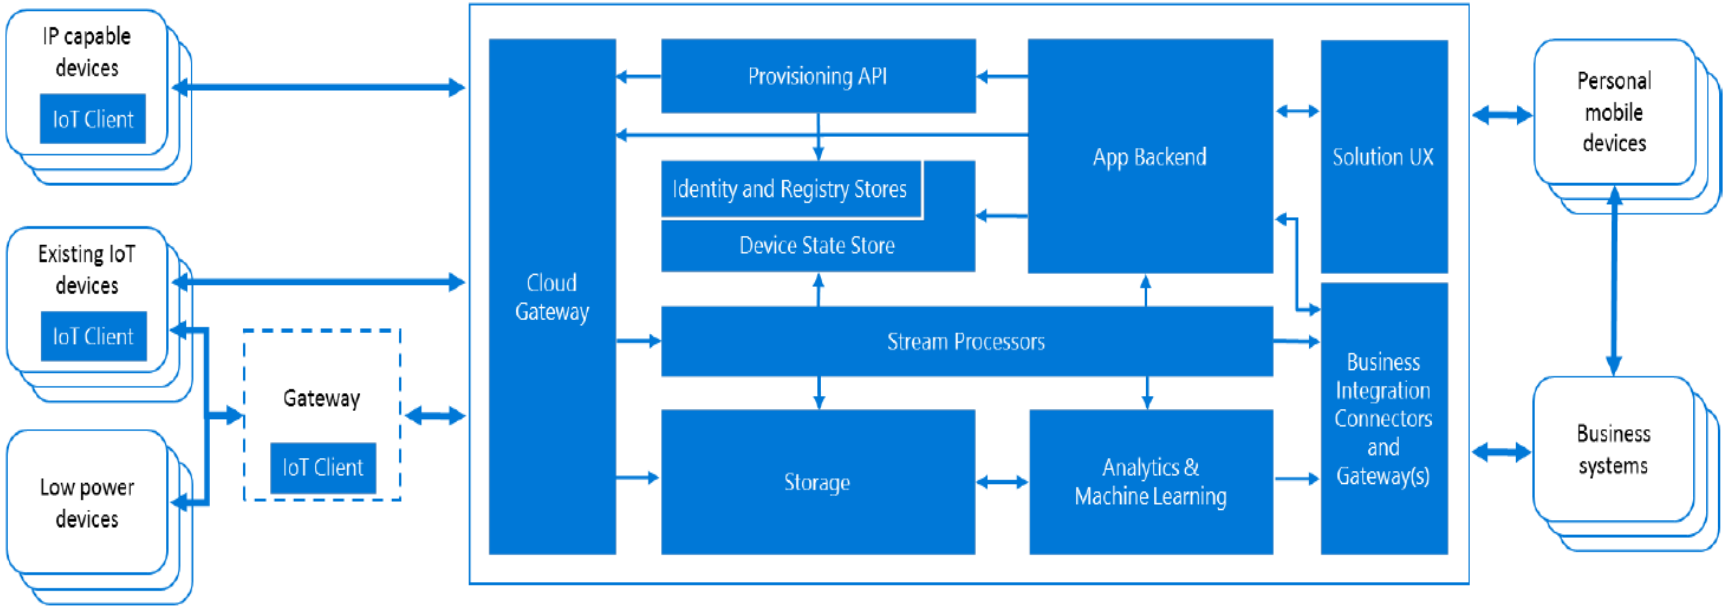 IP capable
devices
IoT Client
Existing IoT
devices
IoT Client
Low power
devices
Gateway
IoT Client
Cloud
Gateway
Provisioning API
Identity and Registry Stores
Device State Store
Stream Processors
Storage
App Backend
Analytics &
Machine Learning
Solution UX
Business
Integration
Connectors
and
Gateway(s)
Personal
mobile
devices
Business
systems